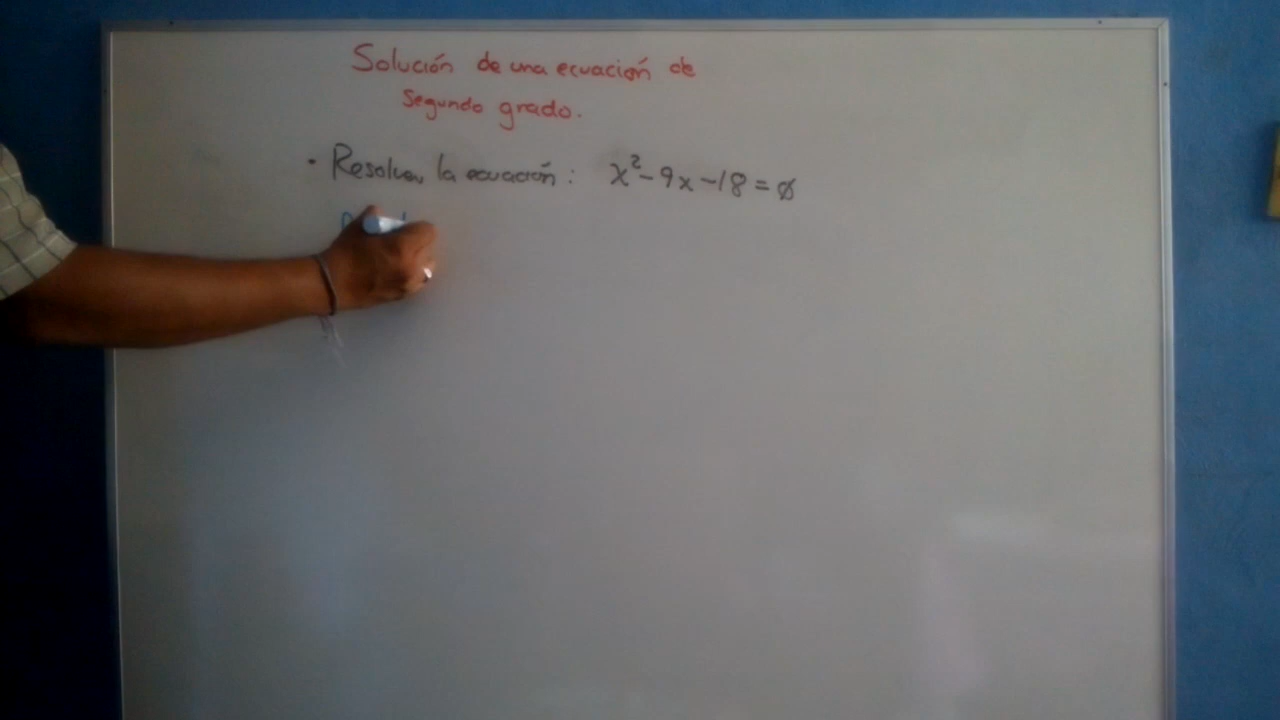 Solución de una ecuación de
Segundo grado.
• Resolver la ecuación: x²-9x-18=0